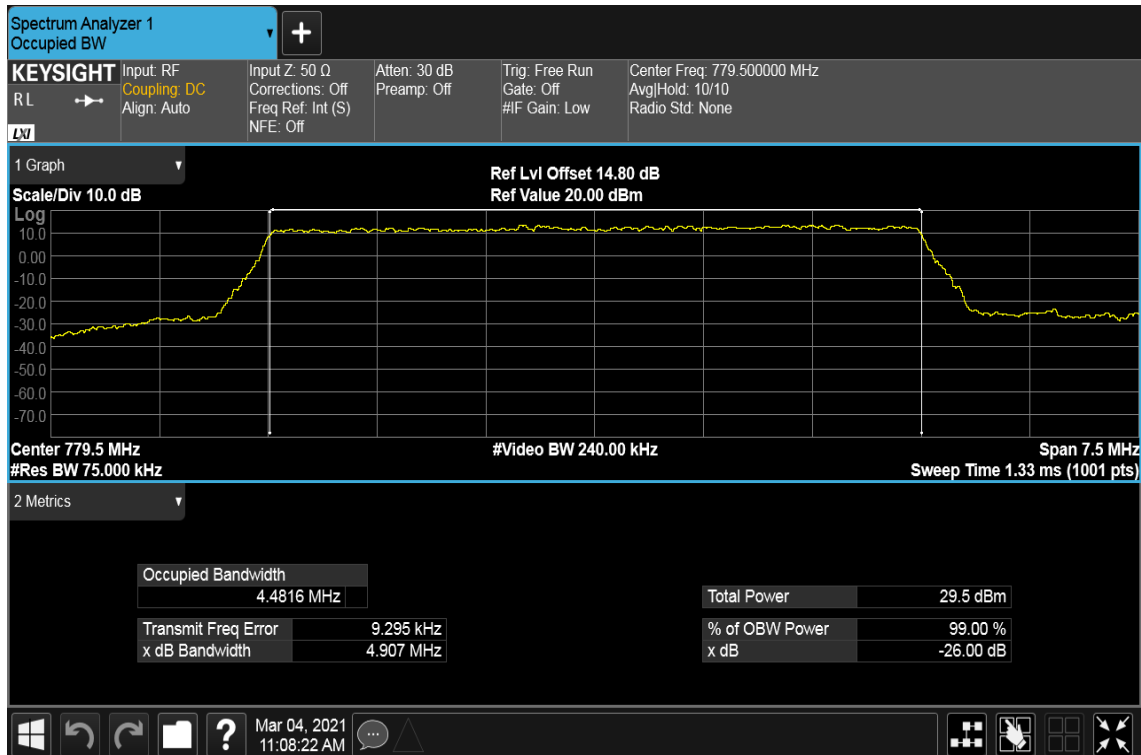 Spectrum Analyzer 1
Occupied BW
+
KEYSIGHT
R L
LXI
Input: RF
Coupling: DC
Align: Auto
Input Z: 50 Ω
Corrections: Off
Freq Ref: Int (S)
NFE: Off
Atten: 30 dB
Preamp: Off
Trig: Free Run
Gate: Off
#IF Gain: Low
Center Freq: 779.500000 MHz
Avg|Hold: 10/10
Radio Std: None
1 Graph
Scale/Div 10.0 dB
Ref Lvl Offset 14.80 dB
Ref Value 20.00 dBm
Log
10.0
0.00
-10.0
-20.0
-30.0
-40.0
-50.0
-60.0
-70.0
Center 779.5 MHz
#Video BW 240.00 kHz
Span 7.5 MHz
#Res BW 75.000 kHz
Sweep Time 1.33 ms (1001 pts)
2 Metrics
Occupied Bandwidth
4.4816 MHz
Transmit Freq Error 9.295 kHz
x dB Bandwidth 4.907 MHz
Total Power 29.5 dBm
% of OBW Power 99.00 %
x dB -26.00 dB
?
Mar 04, 2021
11:08:22 AM